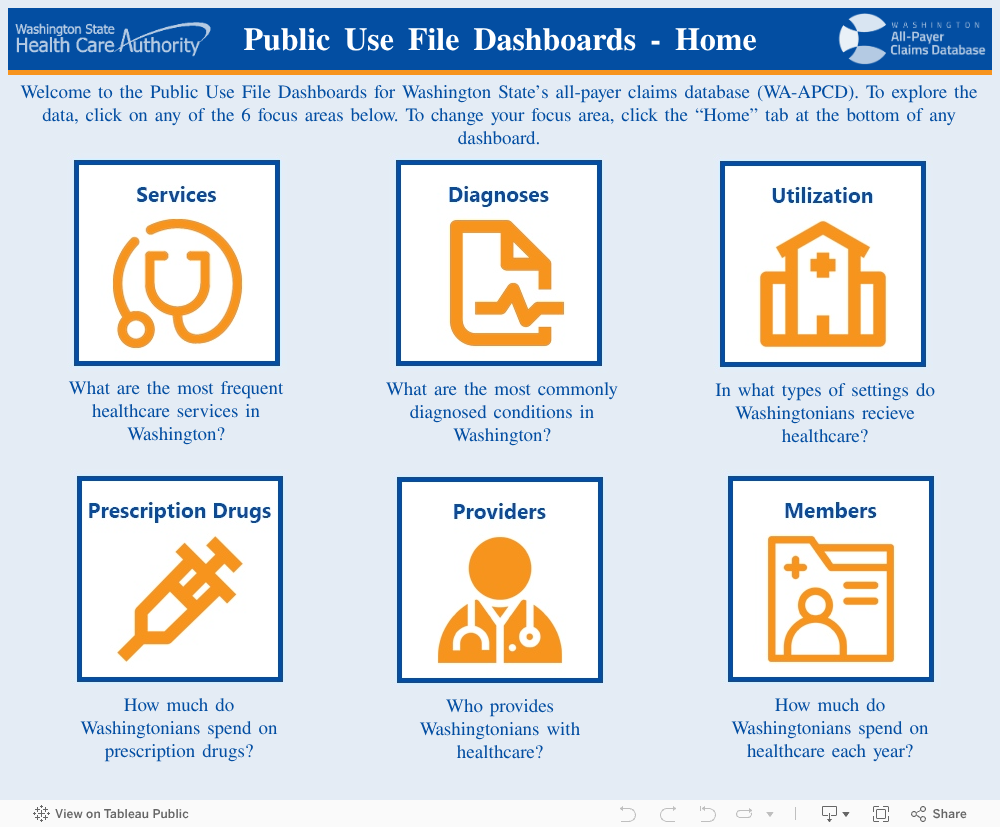 Washington State
Health Care Authority
Public Use File Dashboards - Home
WASHINGTON
All-Payer
Claims Database
Welcome to the Public Use File Dashboards for Washington State’s all-payer claims database (WA-APCD). To explore the
data, click on any of the 6 focus areas below. To change your focus area, click the “Home” tab at the bottom of any
dashboard.
Services
What are the most frequent
healthcare services in
Washington?
Diagnoses
What are the most commonly
diagnosed conditions in
Washington?
Utilization
In what types of settings do
Washingtonians recieve
healthcare?
Prescription Drugs
How much do
Washingtonians spend on
prescription drugs?
Providers
Who provides
Washingtonians with
healthcare?
Members
How much do
Washingtonians spend on
healthcare each year?
View on Tableau Public
Share